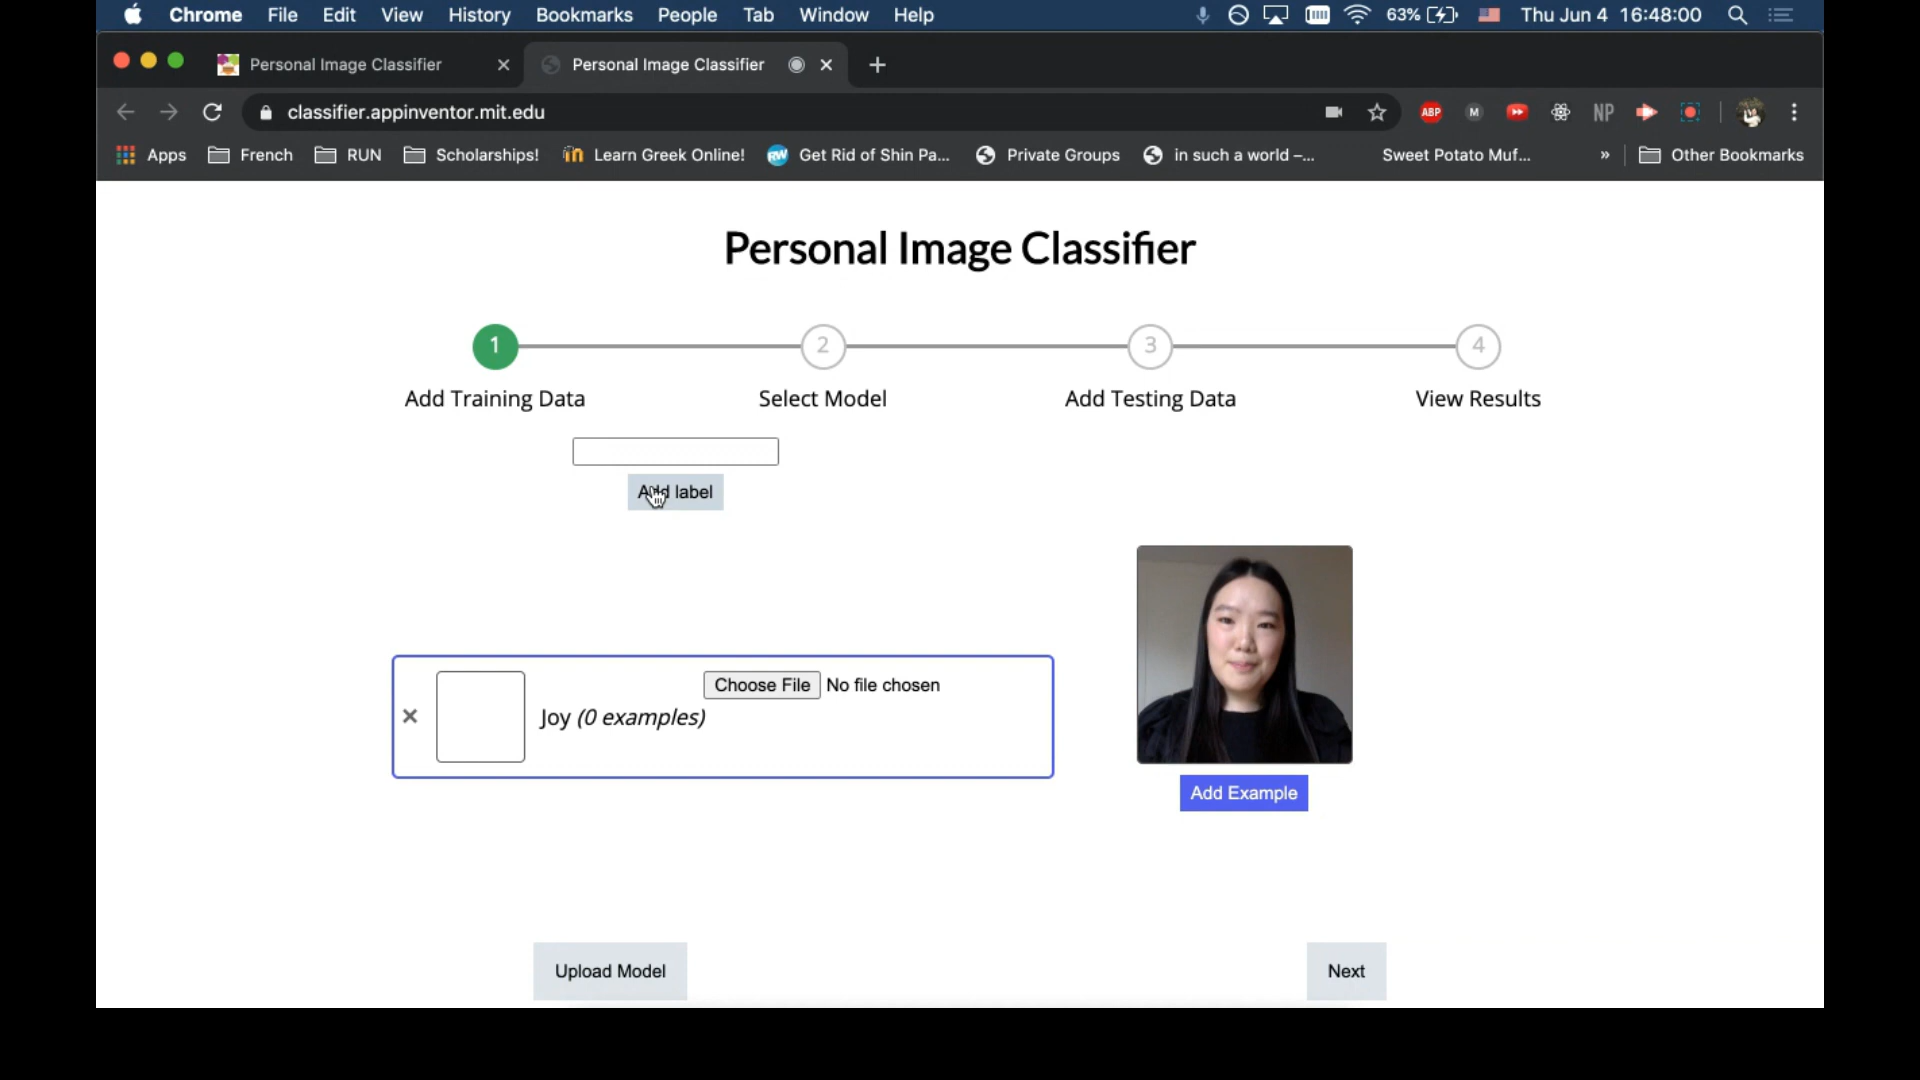 Chrome File Edit View History Bookmarks People Tab Window Help 63% Thu Jun 4 16:48:00
Personal Image Classifier Personal Image Classifier
classifier.appinventor.mit.edu ABP M NP
Apps French RUN Scholarships! Learn Greek Online! RW Get Rid of Shin Pa... Private Groups in such a world –... Sweet Potato Muf... » Other Bookmarks
Personal Image Classifier
1 2 3 4
Add Training Data Select Model Add Testing Data View Results
Add label
Choose File No file chosen
Joy (0 examples)
Add Example
Upload Model Next